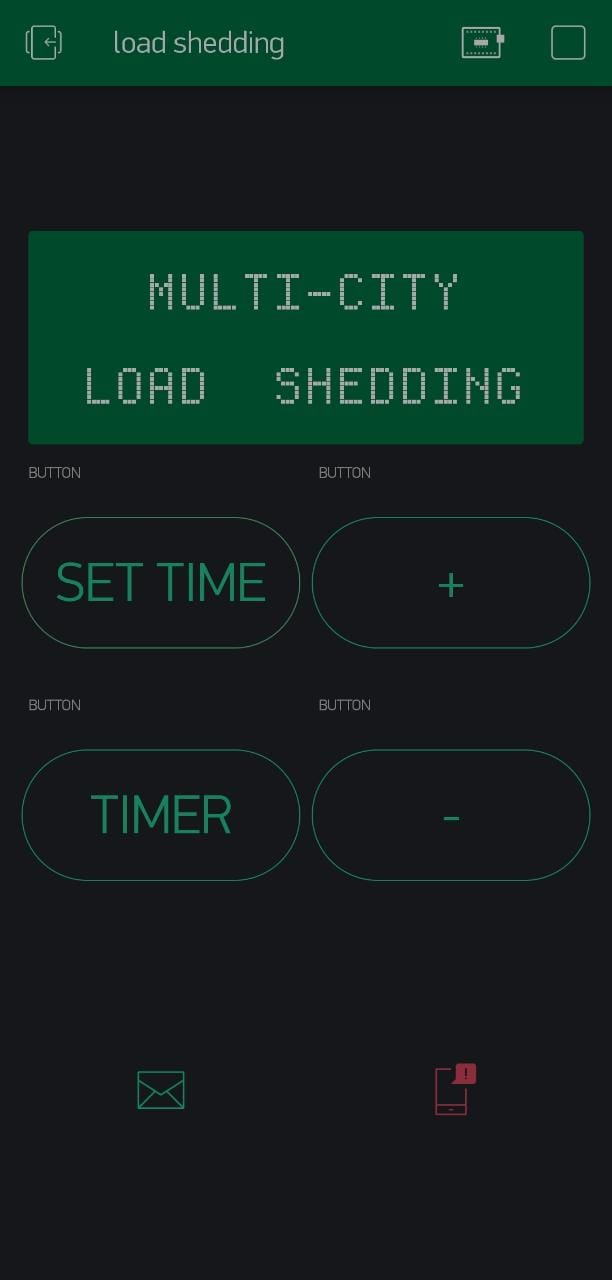 load shedding
MULTI-CITY
LOAD SHEDDING
BUTTON BUTTON
SET TIME +
BUTTON BUTTON
TIMER -
!